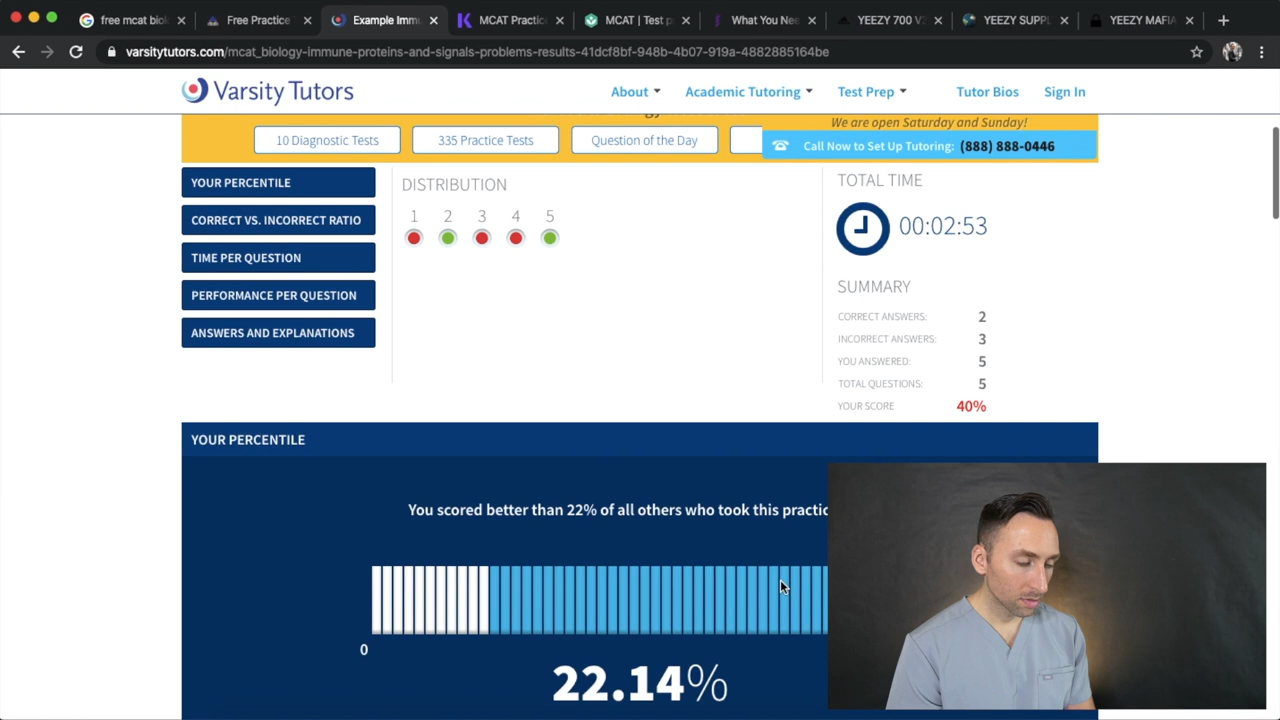 free mcat biol
Free Practice
Example Imm
MCAT Practic
MCAT | Test p
What You Nee
YEEZY 700 V3
YEEZY SUPPL
YEEZY MAFIA
varsitytutors.com/mcat_biology-immune-proteins-and-signals-problems-results-41dcf8bf-948b-4b07-919a-4882885164be
Varsity Tutors
About
Academic Tutoring
Test Prep
Tutor Bios
Sign In
We are open Saturday and Sunday!
10 Diagnostic Tests
335 Practice Tests
Question of the Day
Call Now to Set Up Tutoring: (888) 888-0446
YOUR PERCENTILE
CORRECT VS. INCORRECT RATIO
TIME PER QUESTION
PERFORMANCE PER QUESTION
ANSWERS AND EXPLANATIONS
DISTRIBUTION
1 2 3 4 5
TOTAL TIME
00:02:53
SUMMARY
CORRECT ANSWERS: 2
INCORRECT ANSWERS: 3
YOU ANSWERED: 5
TOTAL QUESTIONS: 5
YOUR SCORE 40%
YOUR PERCENTILE
You scored better than 22% of all others who took this practic
0
22.14%